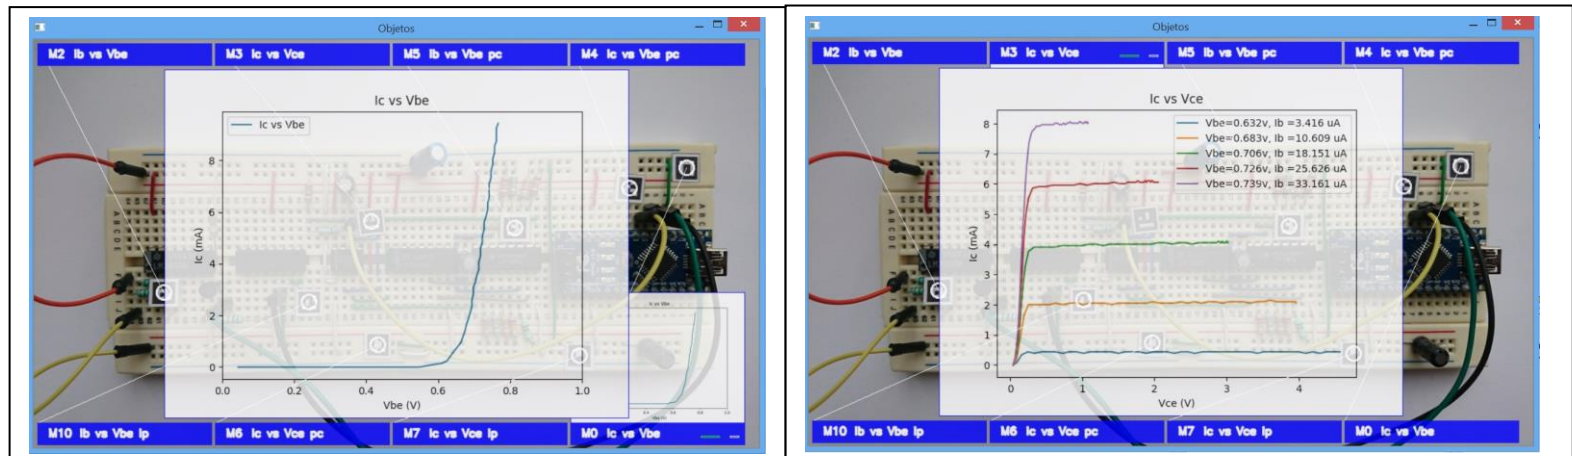 Objetos
M2 Ib vs Vbe
M3 Ic vs Vce
M5 Ib vs Vbe pc
M4 Ic vs Vbe pc
Ic vs Vbe
Ic vs Vbe
8
6
4
2
0
Ic (mA)
0.0 0.2 0.4 0.6 0.8 1.0
Vbe (V)
Ic vs Vbe
Vbe (V)
M10 Ib vs Vbe lp
M6 Ic vs Vce pc
M7 Ic vs Vce lp
M0 Ic vs Vbe
Objetos
M2 Ib vs Vbe
M3 Ic vs Vce
M5 Ib vs Vbe pc
M4 Ic vs Vbe pc
Ic vs Vce
Vbe=0.632v, Ib =3.416 uA
Vbe=0.683v, Ib =10.609 uA
Vbe=0.706v, Ib =18.151 uA
Vbe=0.726v, Ib =25.626 uA
Vbe=0.739v, Ib =33.161 uA
8
7
6
5
4
3
2
1
0
Ic (mA)
0 1 2 3 4
Vce (V)
M10 Ib vs Vbe lp
M6 Ic vs Vce pc
M7 Ic vs Vce lp
M0 Ic vs Vbe